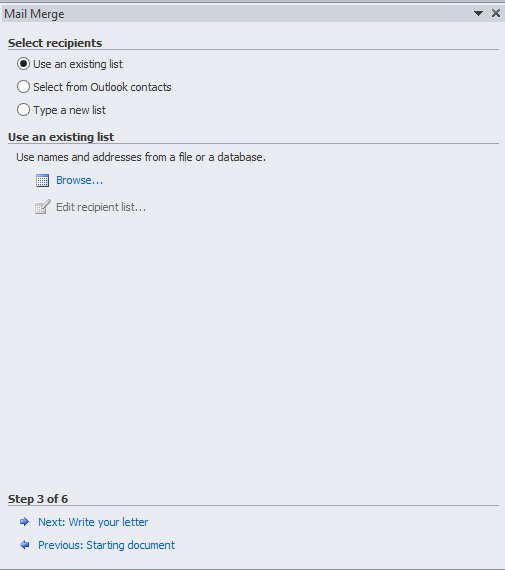 Mail Merge
Select recipients
Use an existing list
Select from Outlook contacts
Type a new list
Use an existing list
Use names and addresses from a file or a database.
Browse...
Edit recipient list...
Step 3 of 6
Next: Write your letter
Previous: Starting document